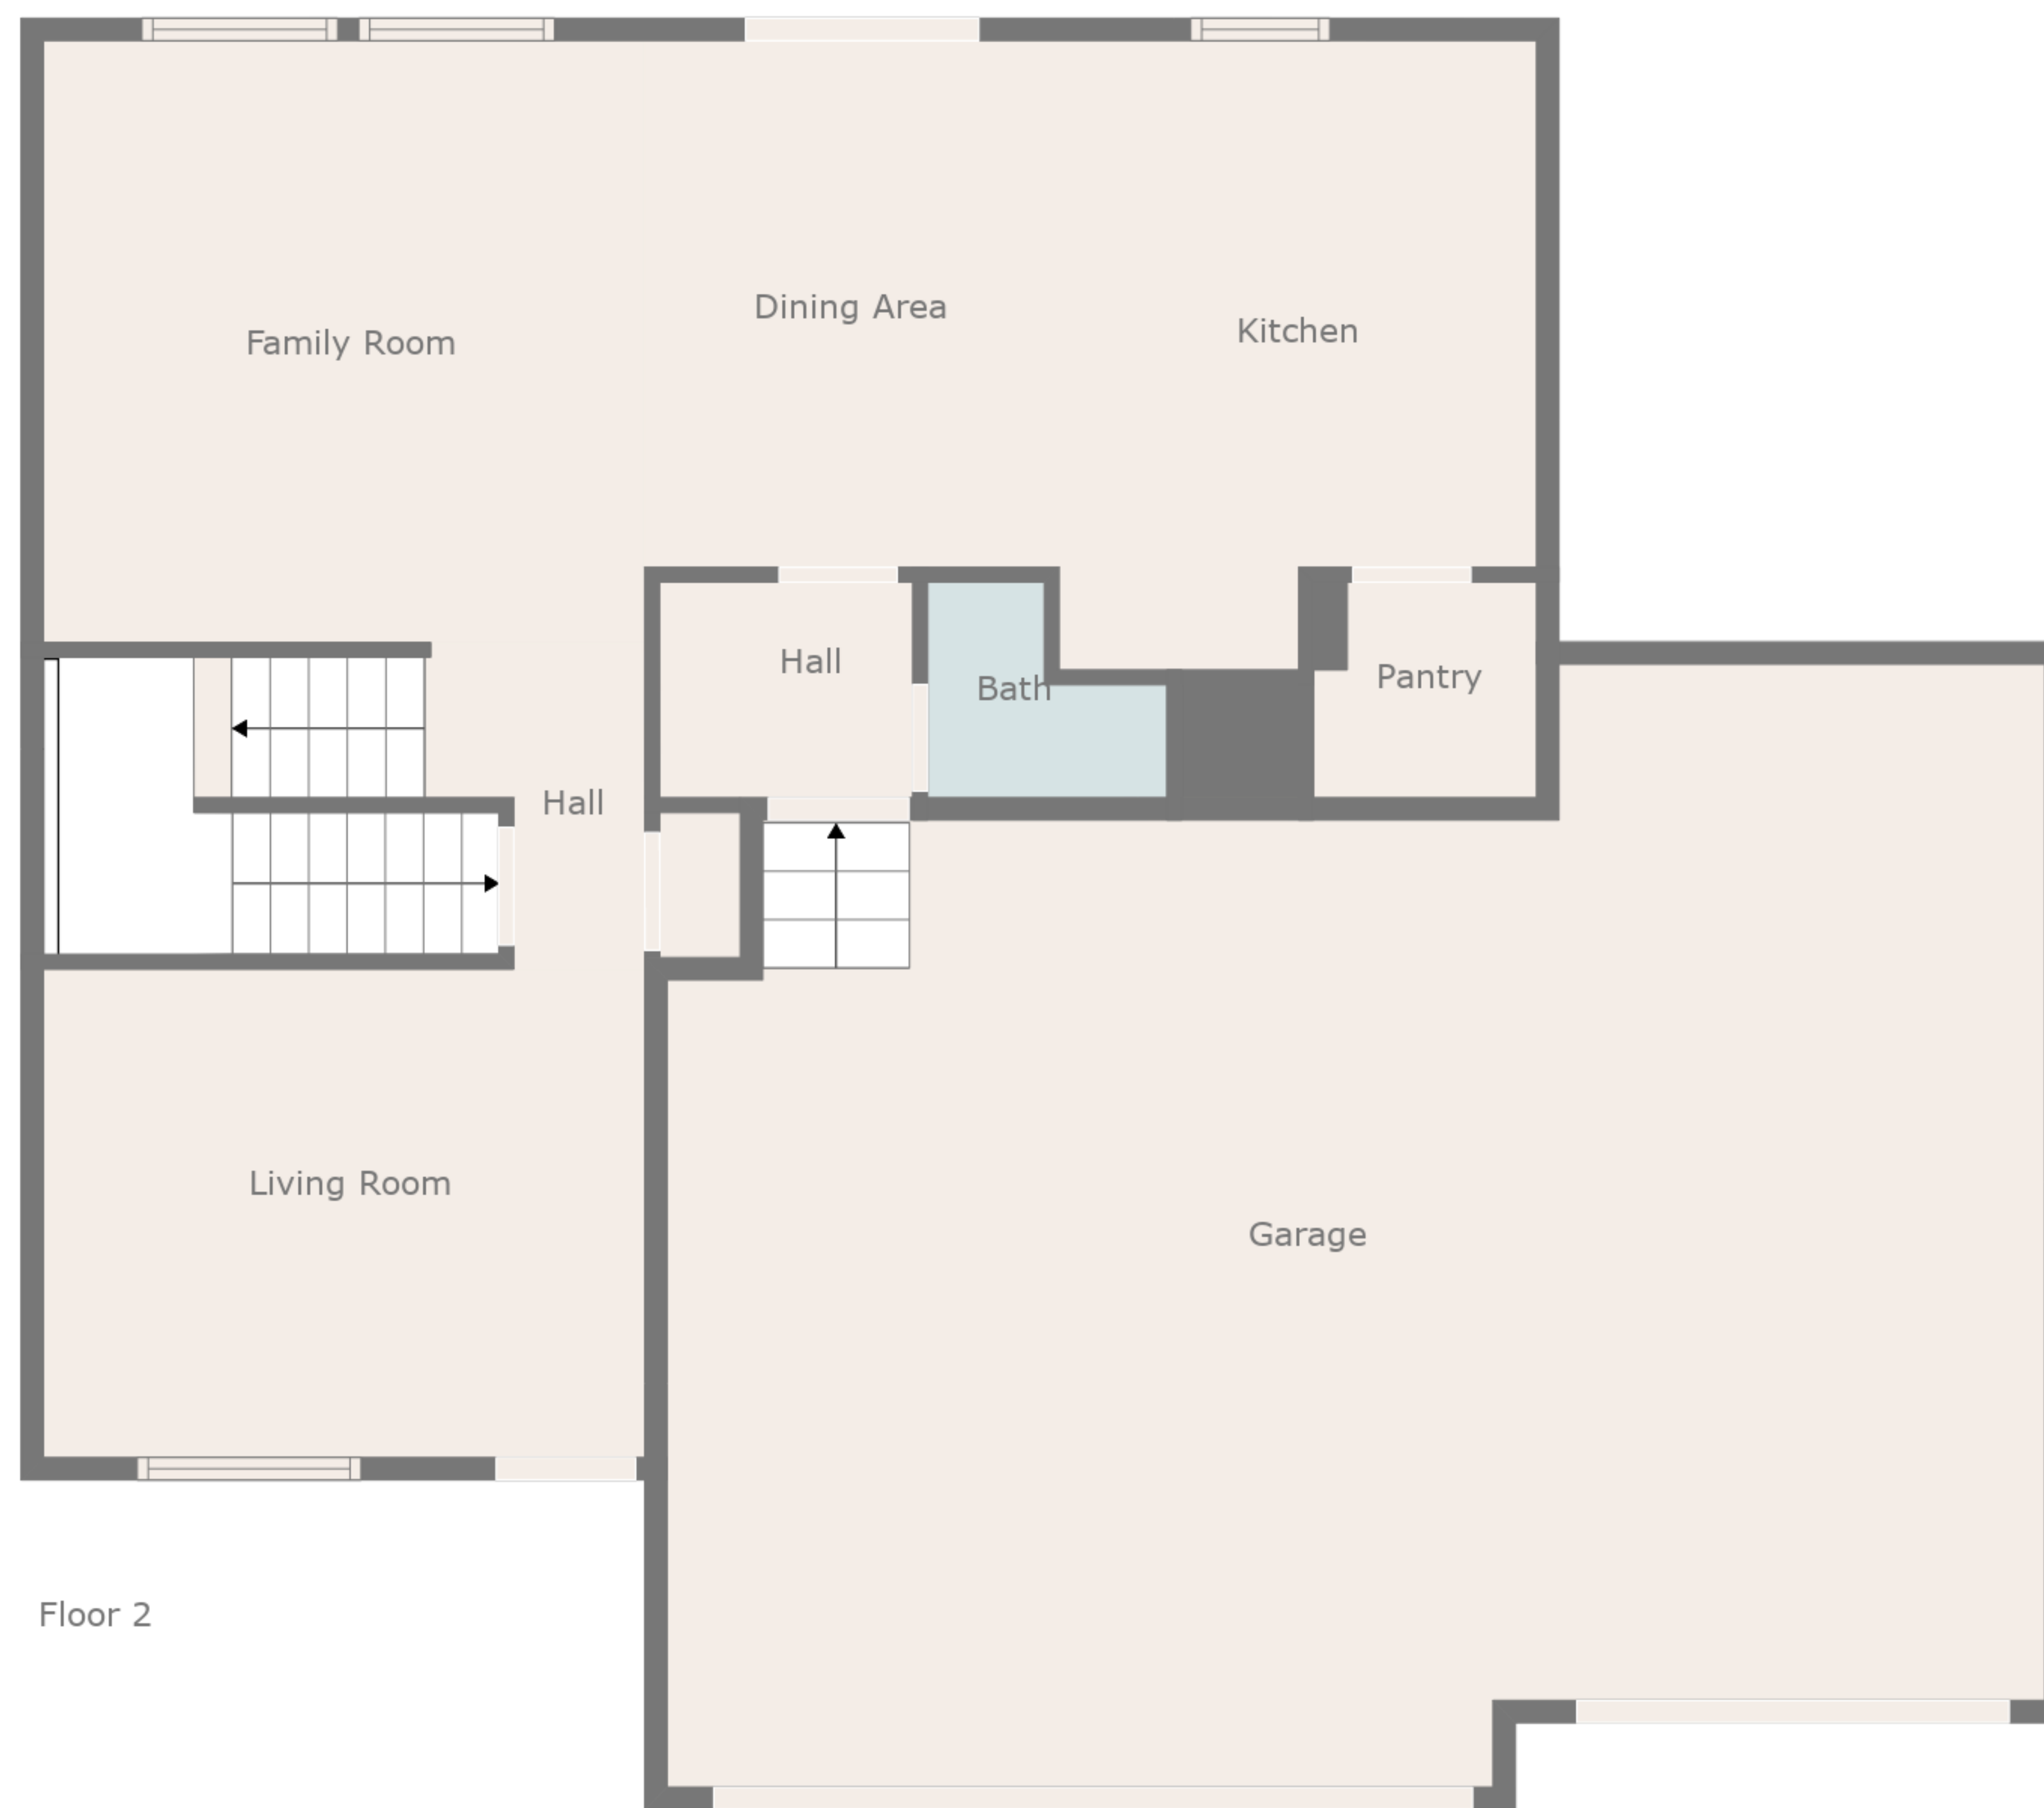 Dining Area
Kitchen
Family Room
Hall
Pantry
Bath
Hall
Living Room
Garage
Floor 2